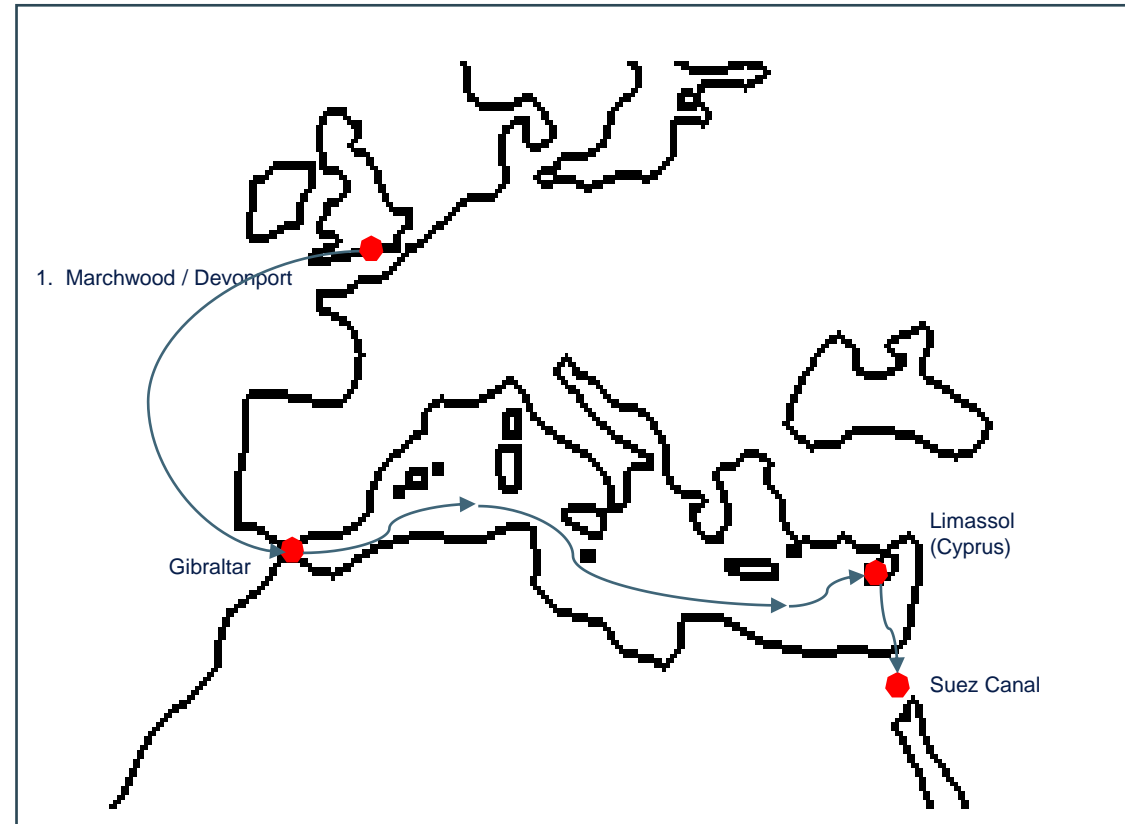 1. Marchwood / Devonport
Gibraltar
Limassol
(Cyprus)
Suez Canal